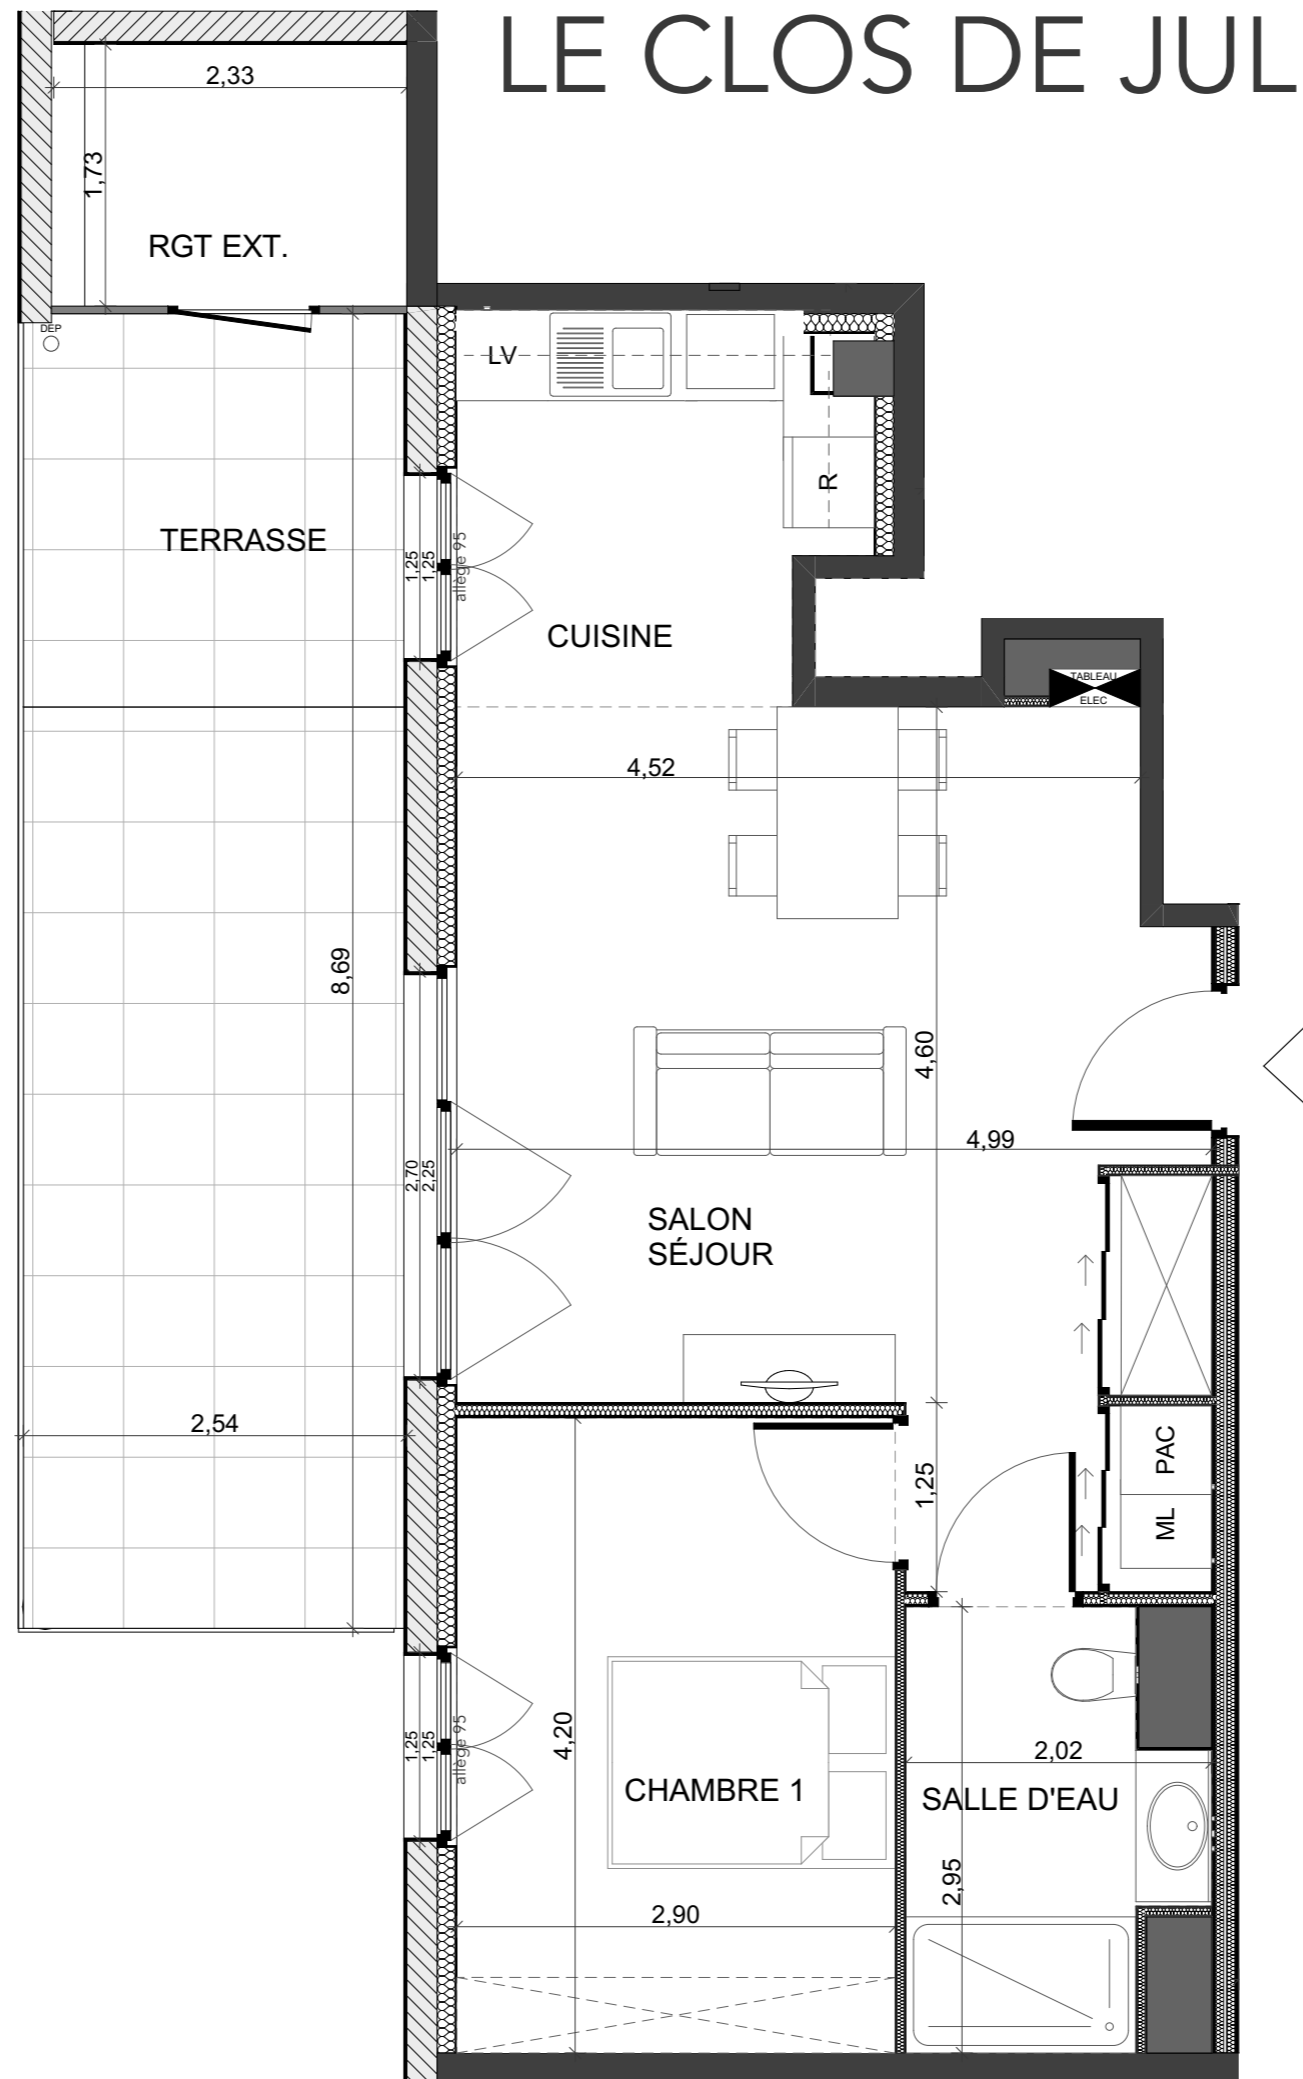 LE CLOS DE JUL
2,33
1,73
RGT EXT.
DEP
LV
R
TERRASSE
1,25
1,25
allège 95
CUISINE
TABLEAU
ELEC
4,52
8,69
4,60
4,99
2,70
2,25
SALON
SÉJOUR
2,54
PAC
1,25
ML
1,25
1,25
allège 95
4,20
2,02
CHAMBRE 1
SALLE D'EAU
2,95
2,90